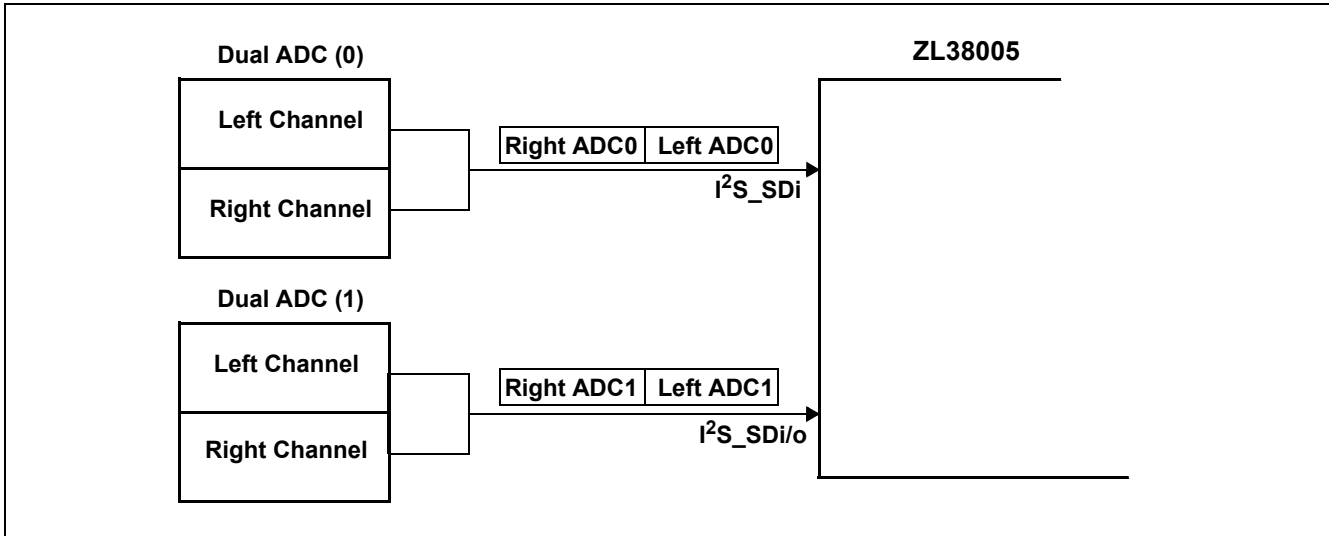 Dual ADC (0)
ZL38005
Left Channel
Right Channel
Right ADC0 Left ADC0
I²S_SDi
Dual ADC (1)
Left Channel
Right Channel
Right ADC1 Left ADC1
I²S_SDi/o